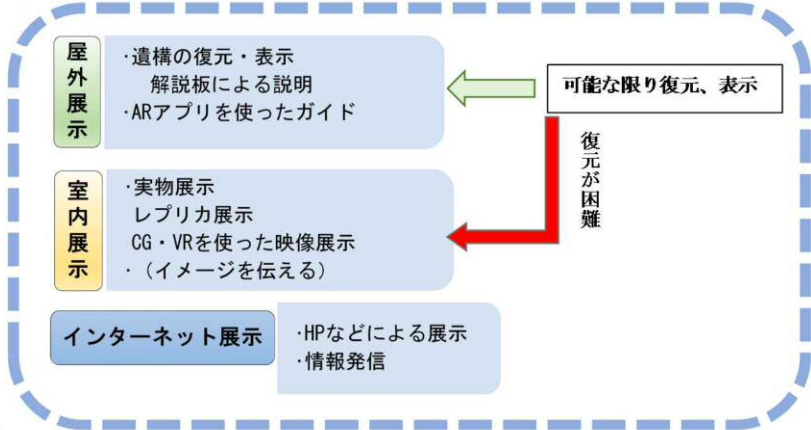 屋外展示
・遺構の復元・表示
解説板による説明
・ARアプリを使ったガイド
可能な限り復元、表示
復元が困難
室内展示
・実物展示
レプリカ展示
CG・VRを使った映像展示
・（イメージを伝える）
インターネット展示
・HPなどによる展示
・情報発信